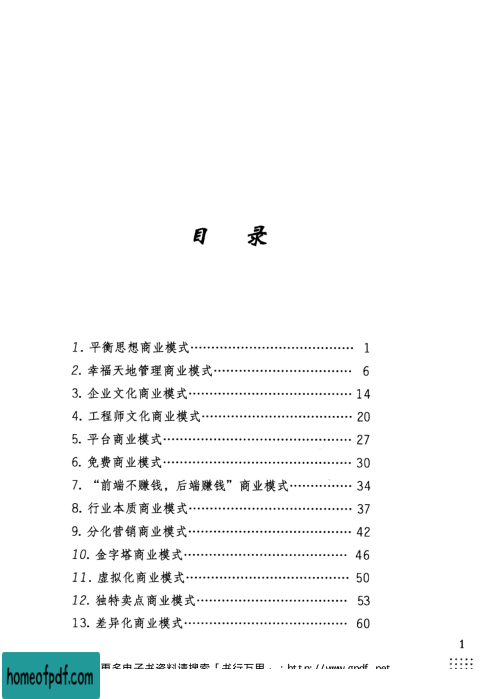 目 录
1. 平衡思想商业模式…………………………………… 1
2. 幸福天地管理商业模式……………………………… 6
3. 企业文化商业模式…………………………………… 14
4. 工程师文化商业模式………………………………… 20
5. 平台商业模式………………………………………… 27
6. 免费商业模式………………………………………… 30
7. “前端不赚钱，后端赚钱”商业模式…………… 34
8. 行业本质商业模式…………………………………… 37
9. 分化营销商业模式…………………………………… 42
10. 金字塔商业模式…………………………………… 46
11. 虚拟化商业模式…………………………………… 50
12. 独特卖点商业模式………………………………… 53
13. 差异化商业模式…………………………………… 60
1
更多电子书资料请搜索「书行万里」：http://www.gpdf.net
homeofpdf.com